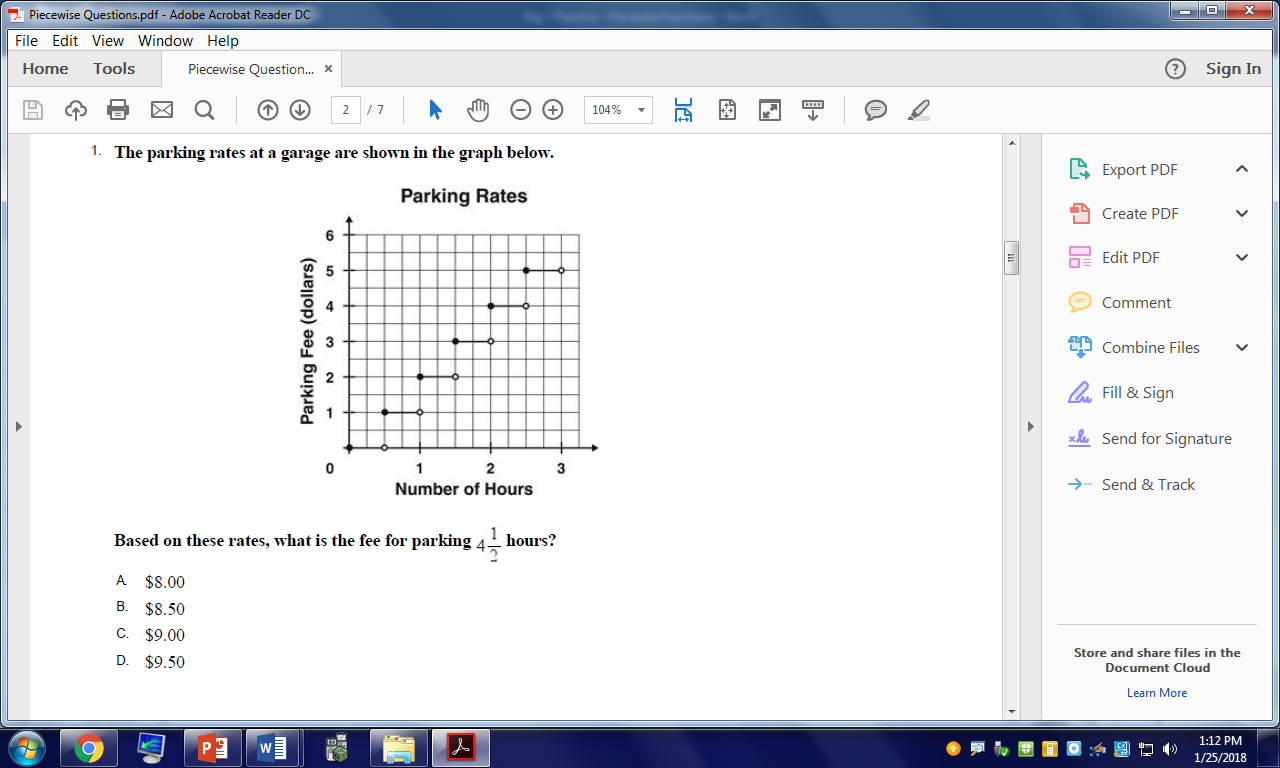 Piecewise Questions.pdf - Adobe Acrobat Reader DC
File Edit View Window Help
Home Tools Piecewise Question... × ? Sign In
2 / 7 104%
1. The parking rates at a garage are shown in the graph below.
Parking Rates
Parking Fee (dollars)
6
5
4
3
2
1
0 1 2 3
Number of Hours
Based on these rates, what is the fee for parking 4 1/2 hours?
A. $8.00
B. $8.50
C. $9.00
D. $9.50
Export PDF
Create PDF
Edit PDF
Comment
Combine Files
Fill & Sign
Send for Signature
Send & Track
Store and share files in the
Document Cloud
Learn More
1:12 PM
1/25/2018